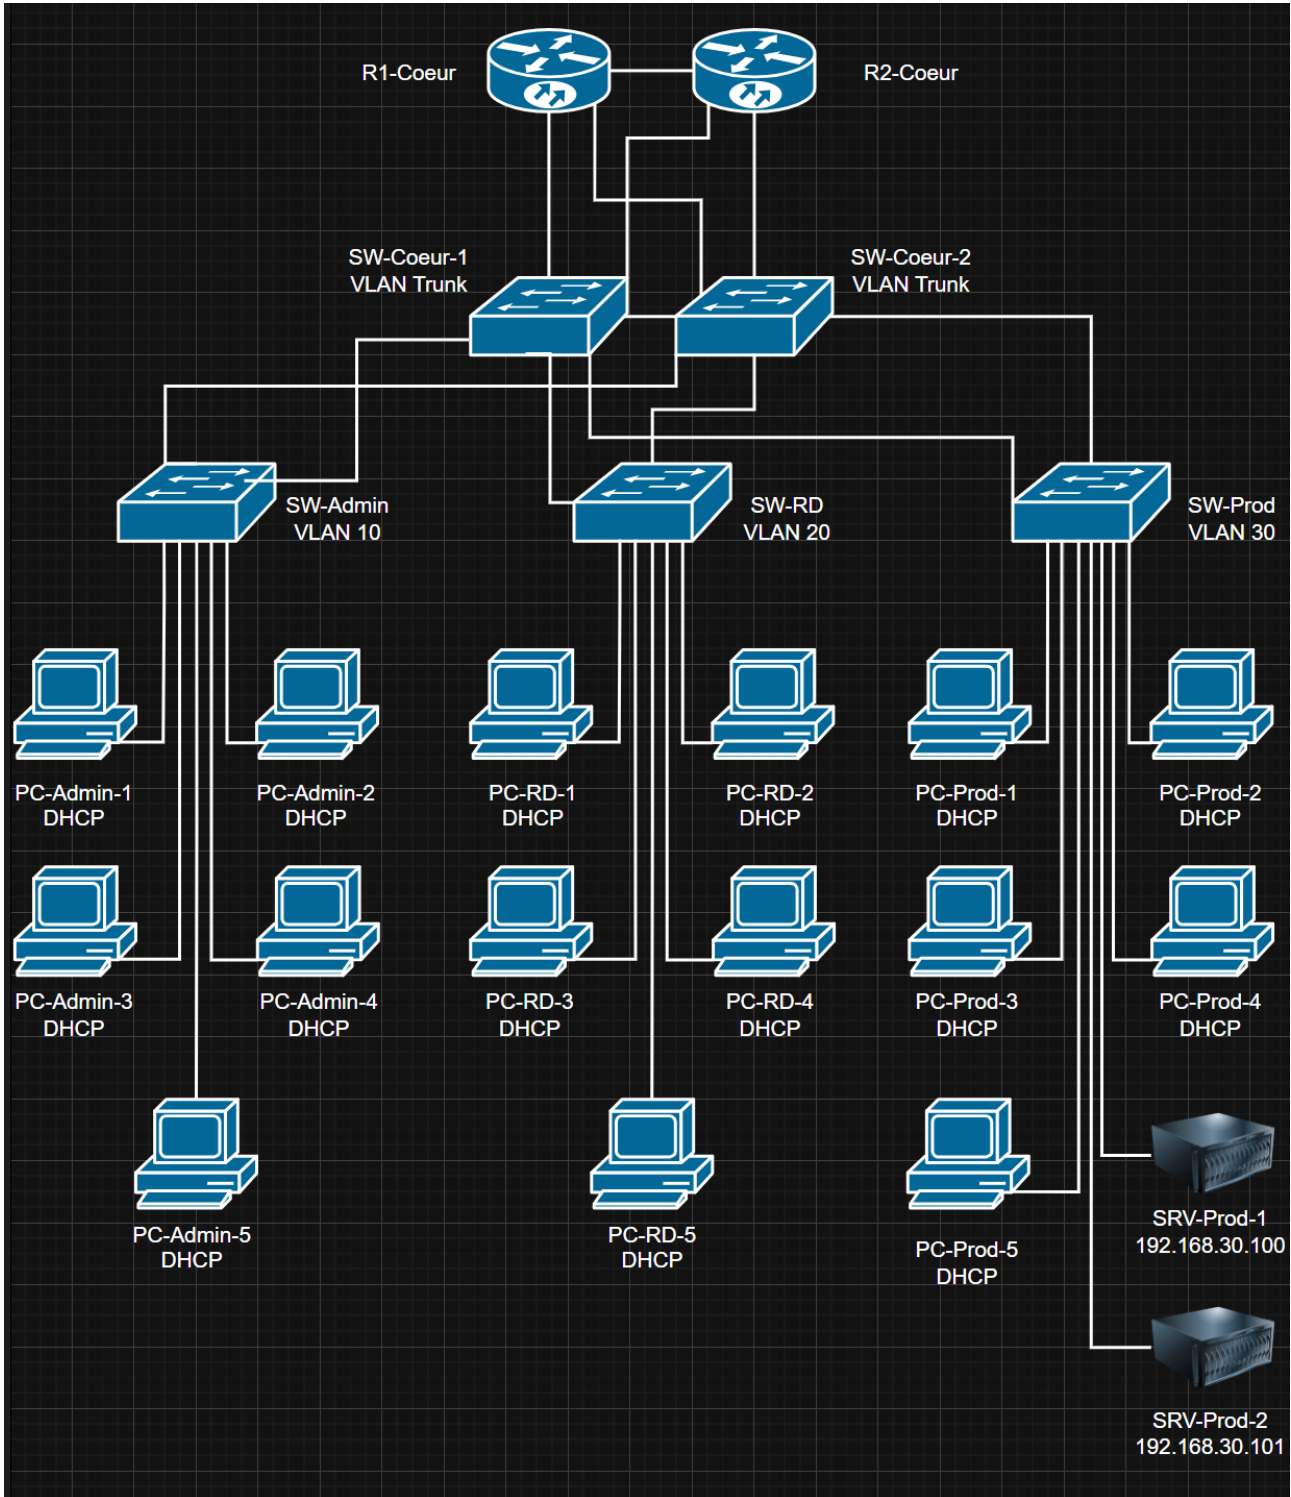 R1-Coeur
R2-Coeur
SW-Coeur-1
VLAN Trunk
SW-Coeur-2
VLAN Trunk
SW-Admin
VLAN 10
SW-RD
VLAN 20
SW-Prod
VLAN 30
PC-Admin-1
DHCP
PC-Admin-2
DHCP
PC-RD-1
DHCP
PC-RD-2
DHCP
PC-Prod-1
DHCP
PC-Prod-2
DHCP
PC-Admin-3
DHCP
PC-Admin-4
DHCP
PC-RD-3
DHCP
PC-RD-4
DHCP
PC-Prod-3
DHCP
PC-Prod-4
DHCP
PC-Admin-5
DHCP
PC-RD-5
DHCP
PC-Prod-5
DHCP
SRV-Prod-1
192.168.30.100
SRV-Prod-2
192.168.30.101